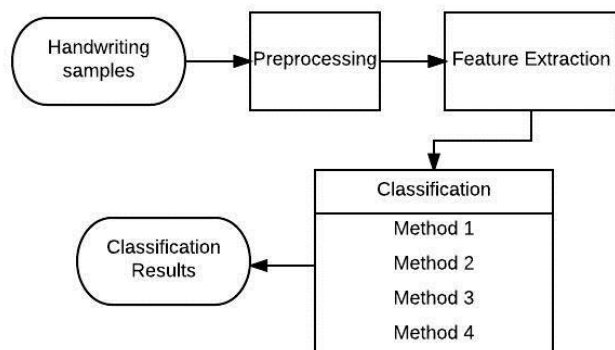 Handwriting
samples
Preprocessing
Feature Extraction
Classification
Method 1
Method 2
Method 3
Method 4
Classification
Results